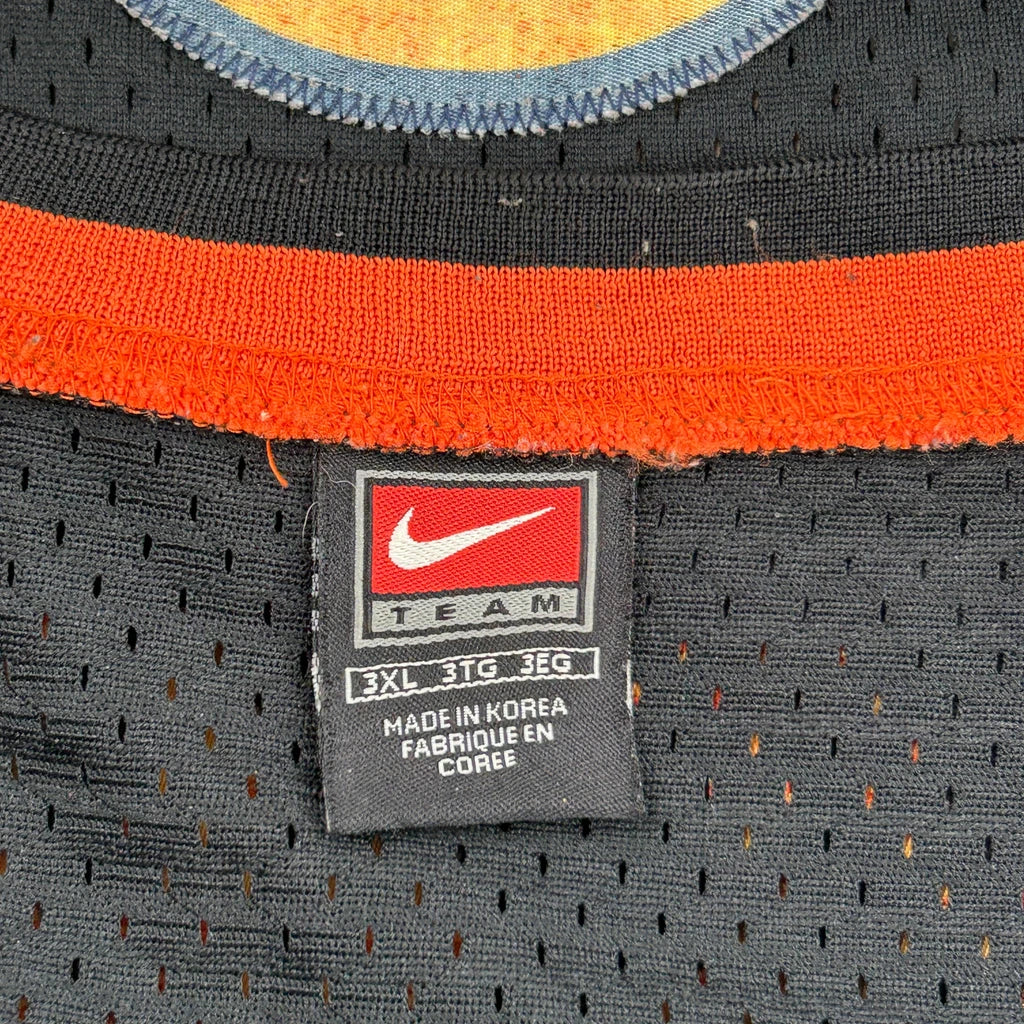 TEAM
3XL 3TG 3EG
MADE IN KOREA
FABRIQUE EN
COREE